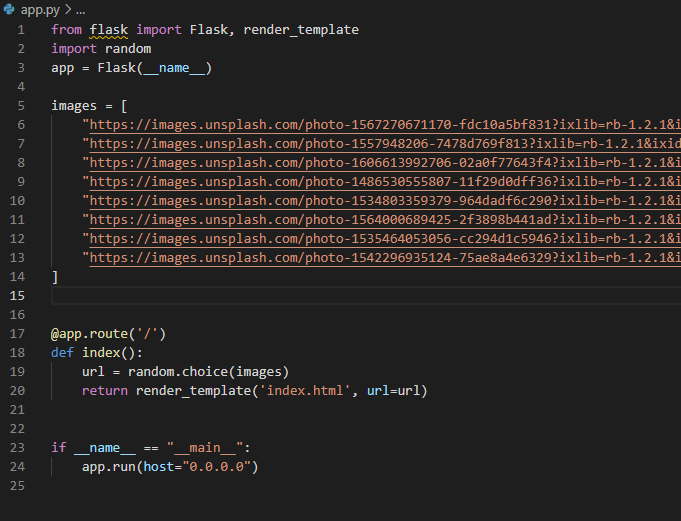 app.py > ...
1 from flask import Flask, render_template
2 import random
3 app = Flask(__name__)
4
5 images = [
6     "https://images.unsplash.com/photo-1567270671170-fdc10a5bf831?ixlib=rb-1.2.1&i
7     "https://images.unsplash.com/photo-1557948206-7478d769f813?ixlib=rb-1.2.1&ixid
8     "https://images.unsplash.com/photo-1606613992706-02a0f77643f4?ixlib=rb-1.2.1&i
9     "https://images.unsplash.com/photo-1486530555807-11f29d0dff36?ixlib=rb-1.2.1&i
10     "https://images.unsplash.com/photo-1534803359379-964dadf6c290?ixlib=rb-1.2.1&i
11     "https://images.unsplash.com/photo-1564000689425-2f3898b441ad?ixlib=rb-1.2.1&i
12     "https://images.unsplash.com/photo-1535464053056-cc294d1c5946?ixlib=rb-1.2.1&i
13     "https://images.unsplash.com/photo-1542296935124-75ae8a4e6329?ixlib=rb-1.2.1&i
14 ]
15
16
17 @app.route('/')
18 def index():
19     url = random.choice(images)
20     return render_template('index.html', url=url)
21
22
23 if __name__ == "__main__":
24     app.run(host="0.0.0.0")
25